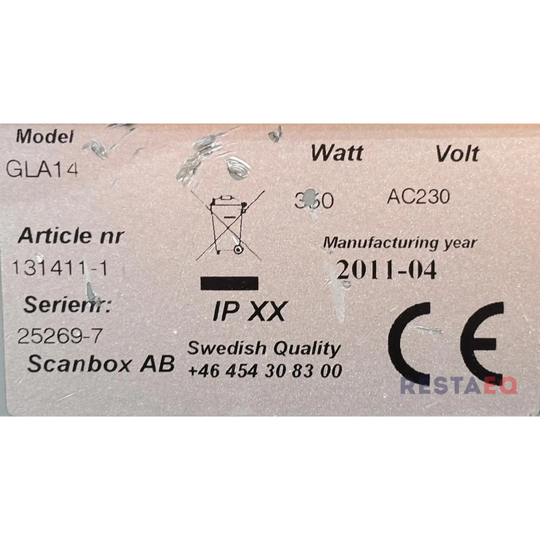 Model
GLA14
Watt
Volt
AC230
Article nr
131411-1
Manufacturing year
2011-04
Serienr:
25269-7
IP XX
CE
Scanbox AB
Swedish Quality
+46 454 30 83 00
RESTAEQ